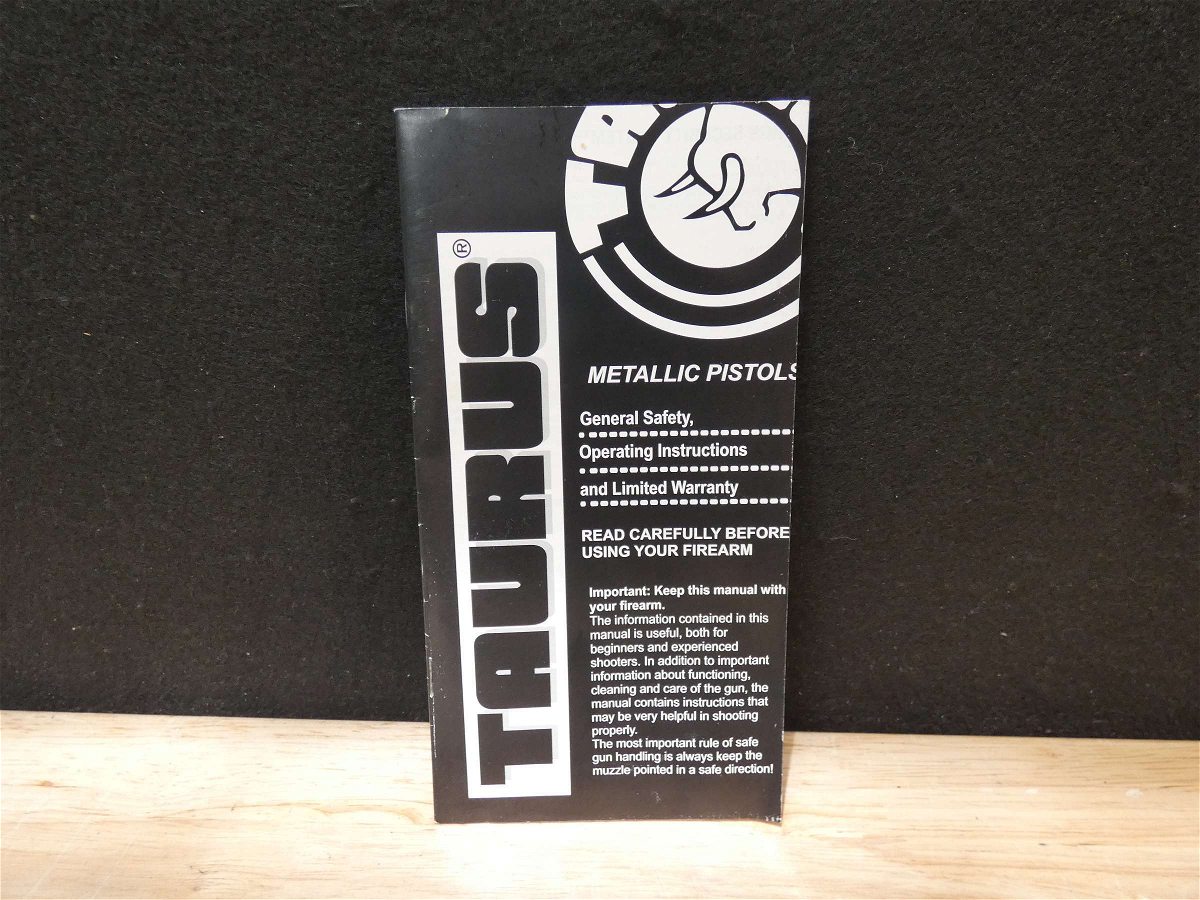 TAURUS®
METALLIC PISTOLS
General Safety,
Operating Instructions
and Limited Warranty
READ CAREFULLY BEFORE
USING YOUR FIREARM
Important: Keep this manual with
your firearm.
The information contained in this
manual is useful, both for
beginners and experienced
shooters. In addition to important
information about functioning,
cleaning and care of the gun, the
manual contains instructions that
may be very helpful in shooting
properly.
The most important rule of safe
gun handling is always keep the
muzzle pointed in a safe direction!